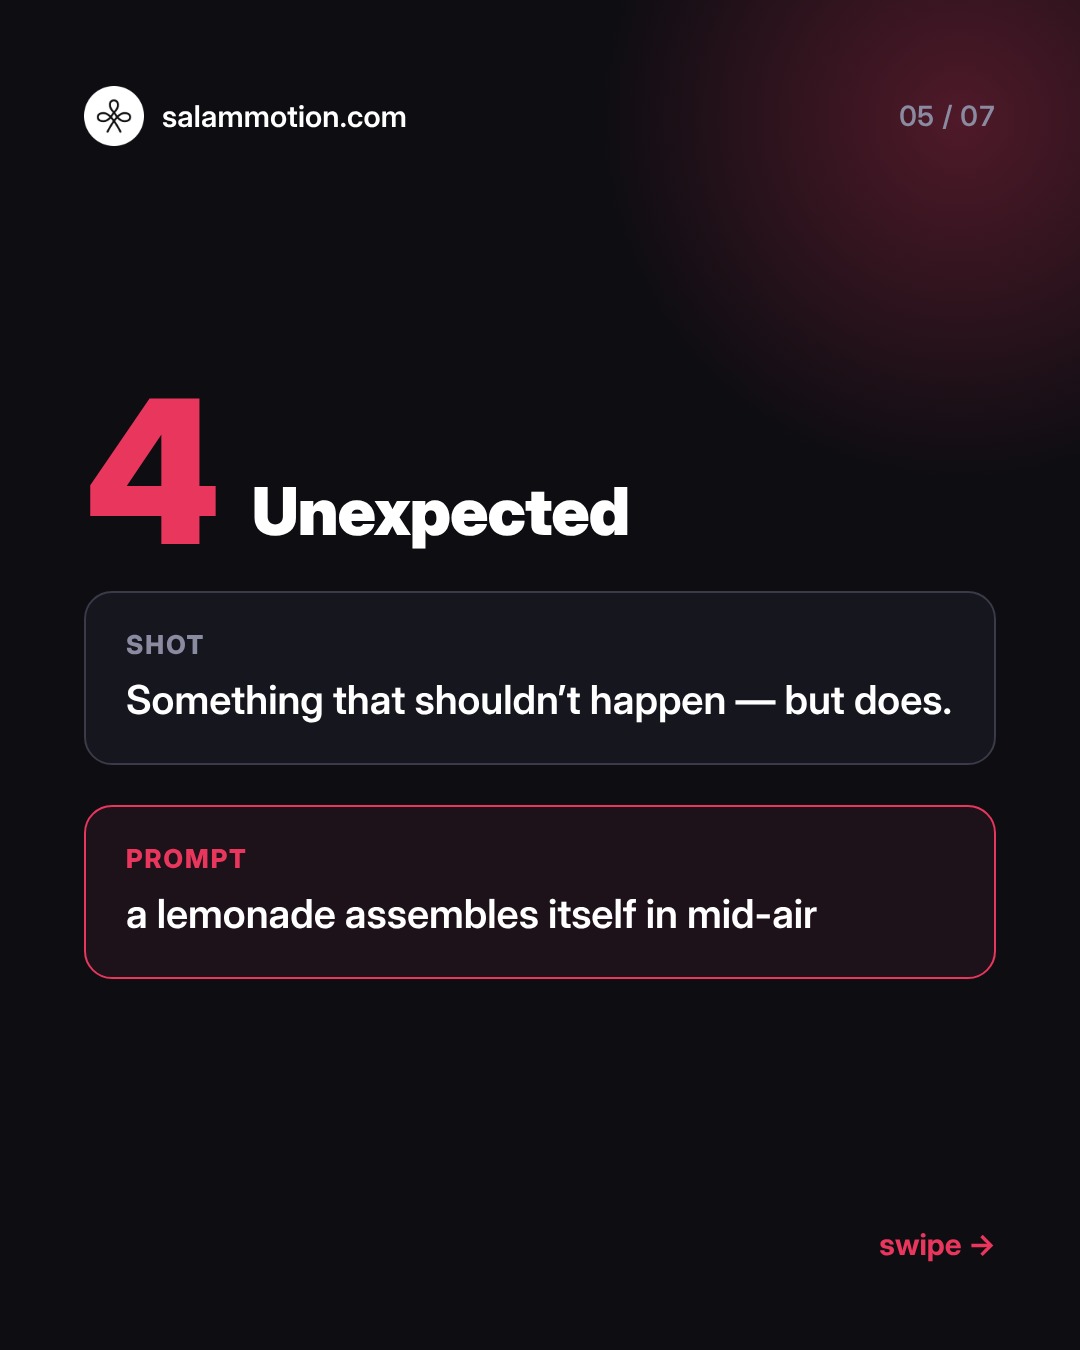 salammotion.com
05 / 07
4 Unexpected
SHOT
Something that shouldn’t happen — but does.
PROMPT
a lemonade assembles itself in mid-air
swipe →